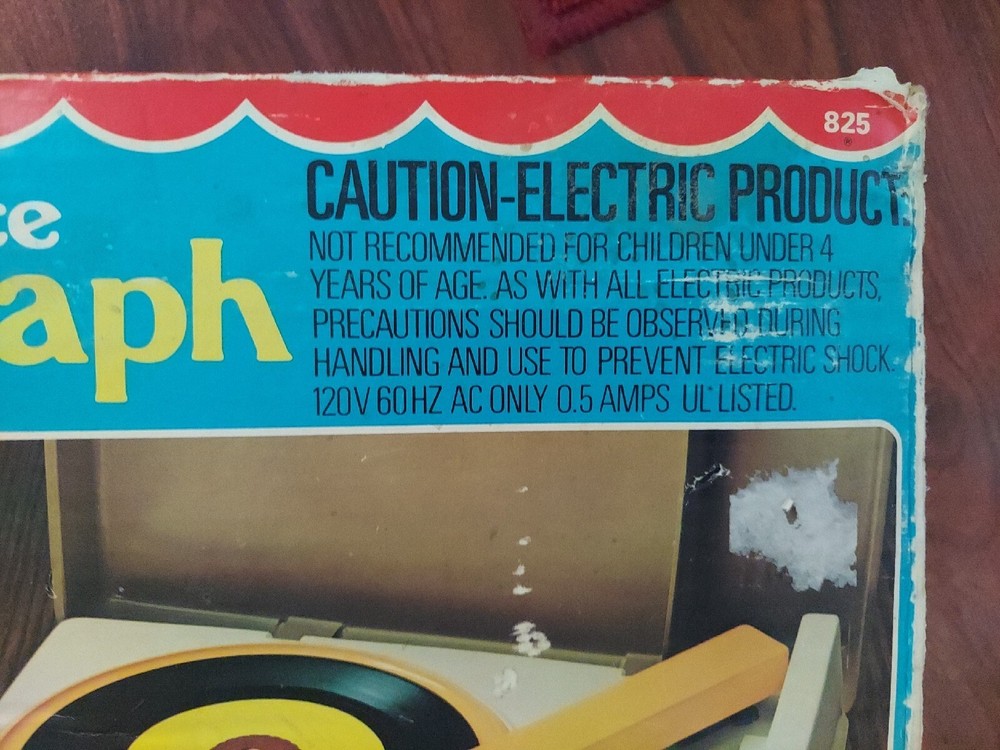 825
®
CAUTION-ELECTRIC PRODUCT
NOT RECOMMENDED FOR CHILDREN UNDER 4
YEARS OF AGE. AS WITH ALL ELECTRIC PRODUCTS,
PRECAUTIONS SHOULD BE OBSERVED DURING
HANDLING AND USE TO PREVENT ELECTRIC SHOCK.
120V 60HZ AC ONLY 0.5 AMPS UL LISTED.
ce
aph